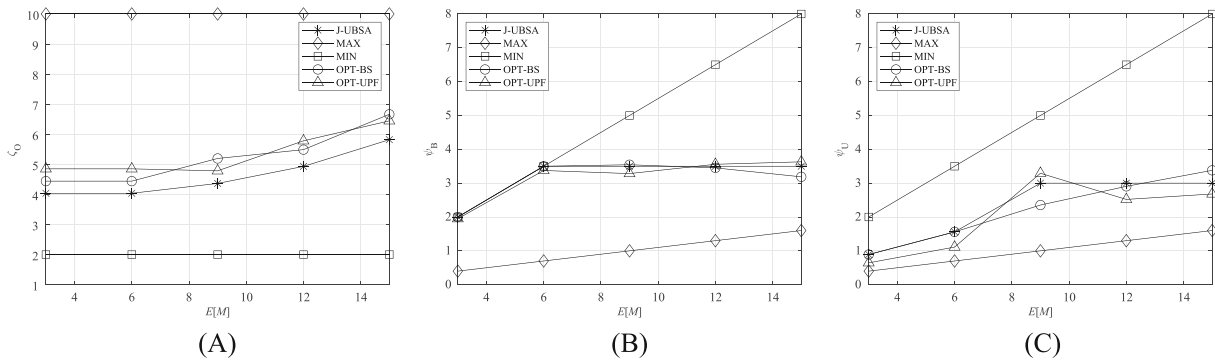 10
9
8
7
6
5
4
3
2
1
ζO
4 6 8 10 12 14
E[M]
J-UBSA
MAX
MIN
OPT-BS
OPT-UPF
(A)
8
7
6
5
4
3
2
1
0
ψB
4 6 8 10 12 14
E[M]
J-UBSA
MAX
MIN
OPT-BS
OPT-UPF
(B)
8
7
6
5
4
3
2
1
0
ψU
4 6 8 10 12 14
E[M]
J-UBSA
MAX
MIN
OPT-BS
OPT-UPF
(C)